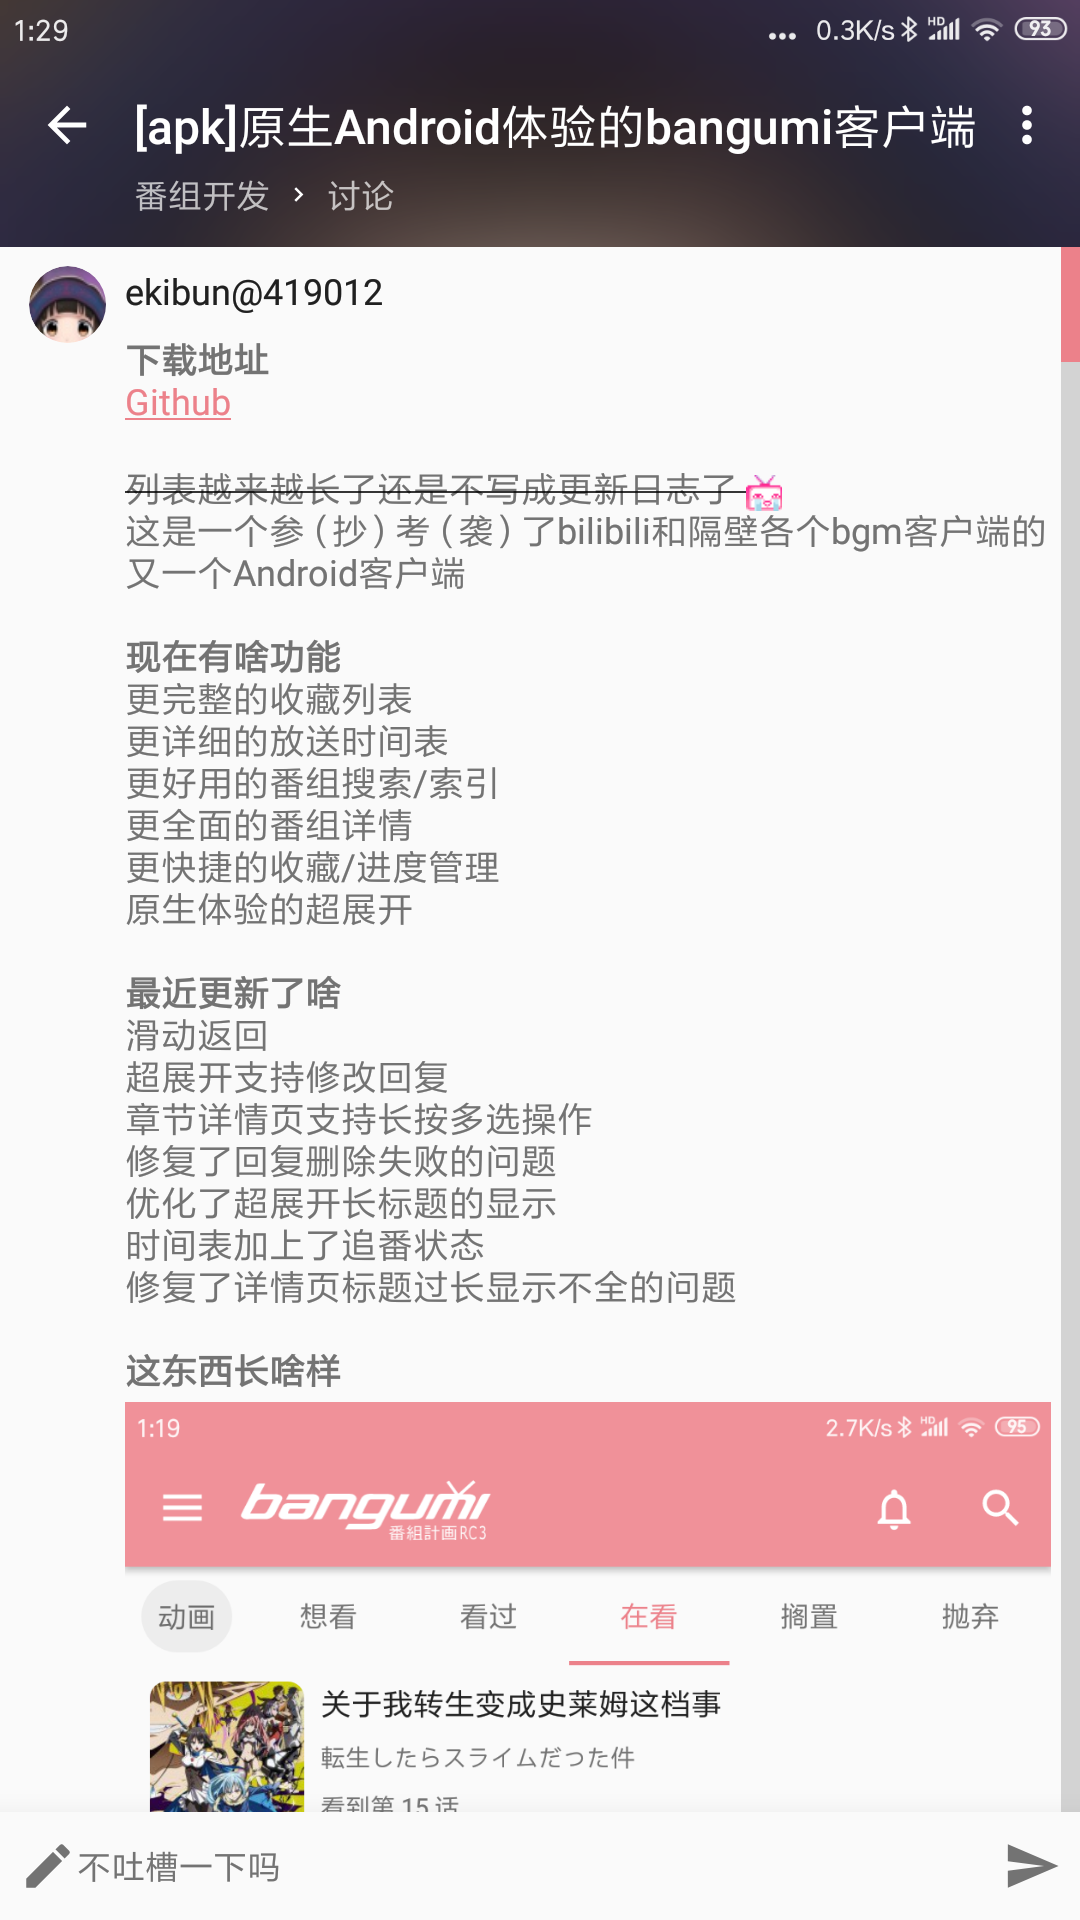 1:29
... 0.3K/s HD 93
[apk]原生Android体验的bangumi客户端
番组开发 > 讨论
ekibun@419012
下载地址
Github
列表越来越长了还是不写成更新日志了
这是一个参（抄）考（袭）了bilibili和隔壁各个bgm客户端的
又一个Android客户端
现在有啥功能
更完整的收藏列表
更详细的放送时间表
更好用的番组搜索/索引
更全面的番组详情
更快捷的收藏/进度管理
原生体验的超展开
最近更新了啥
滑动返回
超展开支持修改回复
章节详情页支持长按多选操作
修复了回复删除失败的问题
优化了超展开长标题的显示
时间表加上了追番状态
修复了详情页标题过长显示不全的问题
这东西长啥样
1:19
2.7K/s HD 95
bangumi
番組計画RC3
动画 想看 看过 在看 搁置 抛弃
关于我转生变成史莱姆这档事
転生したらスライムだった件
看到第 15 话
不吐槽一下吗